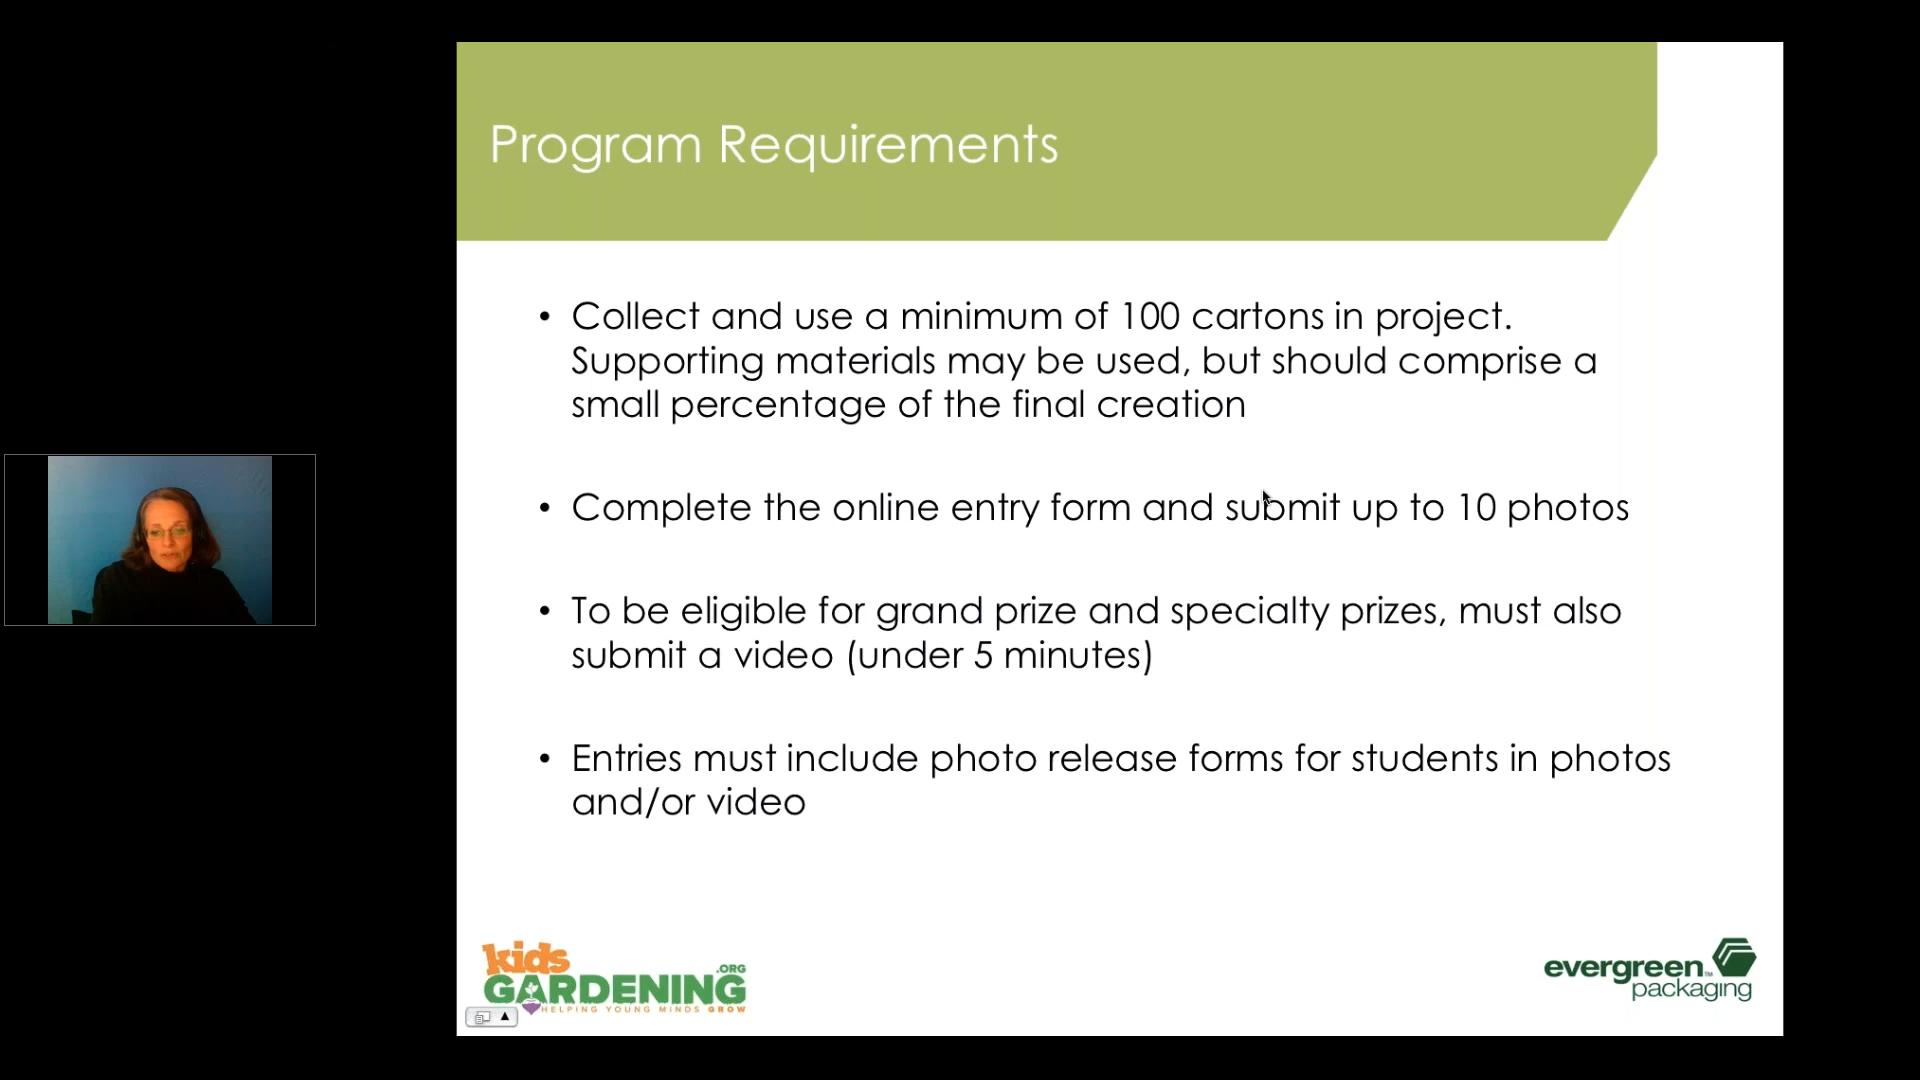 Program Requirements
• Collect and use a minimum of 100 cartons in project.
Supporting materials may be used, but should comprise a
small percentage of the final creation
• Complete the online entry form and submit up to 10 photos
• To be eligible for grand prize and specialty prizes, must also
submit a video (under 5 minutes)
• Entries must include photo release forms for students in photos
and/or video
kids
GARDENING.ORG
HELPING YOUNG MINDS GROW
evergreen™
packaging